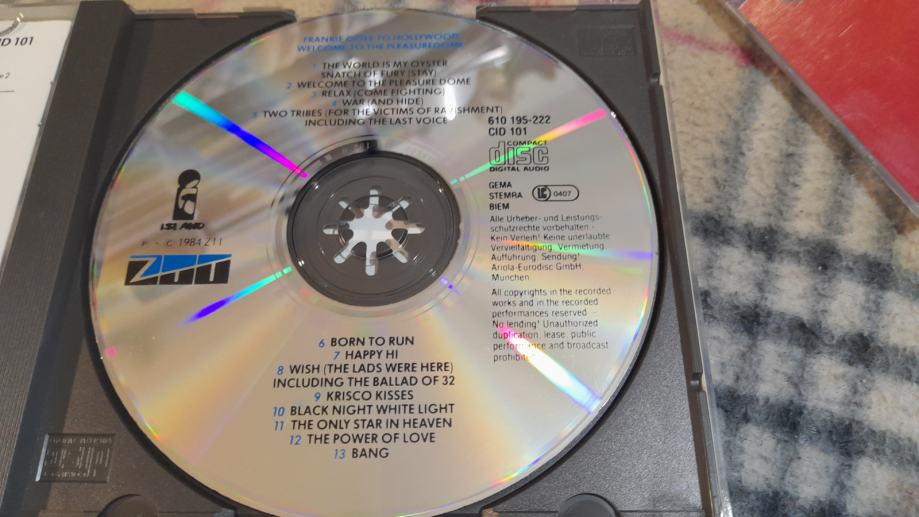 ID 101
FRANKIE GOES TO HOLLYWOOD
WELCOME TO THE PLEASUREDOME
1 THE WORLD IS MY OYSTER
SNATCH OF FURY (STAY)
2 WELCOME TO THE PLEASURE DOME
3 RELAX (COME FIGHTING)
4 WAR (AND HIDE)
5 TWO TRIBES (FOR THE VICTIMS OF RAVISHMENT)
INCLUDING THE LAST VOICE
610 195-222
CID 101
COMPACT
disc
DIGITAL AUDIO
GEMA
STEMRA
BIEM
LC 0407
Alle Urheber- und Leistungs-
schutzrechte vorbehalten -
Kein Verleih! Keine unerlaubte
Vervielfältigung, Vermietung,
Aufführung, Sendung!
Ariola-Eurodisc GmbH,
München
All copyrights in the recorded
works and in the recorded
performances reserved -
No lending! Unauthorized
duplication, lease, public
performance and broadcast
prohibited
ISLAND
P - C 1984 Z11
ZTT
6 BORN TO RUN
7 HAPPY HI
8 WISH (THE LADS WERE HERE)
INCLUDING THE BALLAD OF 32
9 KRISCO KISSES
10 BLACK NIGHT WHITE LIGHT
11 THE ONLY STAR IN HEAVEN
12 THE POWER OF LOVE
13 BANG